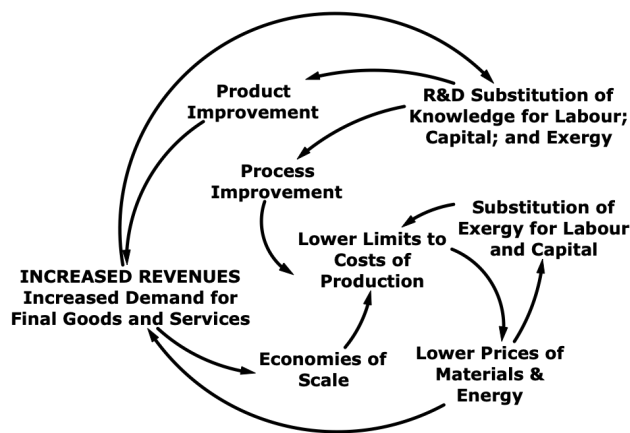 Product
Improvement
R&D Substitution of
Knowledge for Labour;
Capital; and Exergy
Process
Improvement
Substitution of
Exergy for Labour
and Capital
Lower Limits to
Costs of
Production
INCREASED REVENUES
Increased Demand for
Final Goods and Services
Economies of
Scale
Lower Prices of
Materials &
Energy